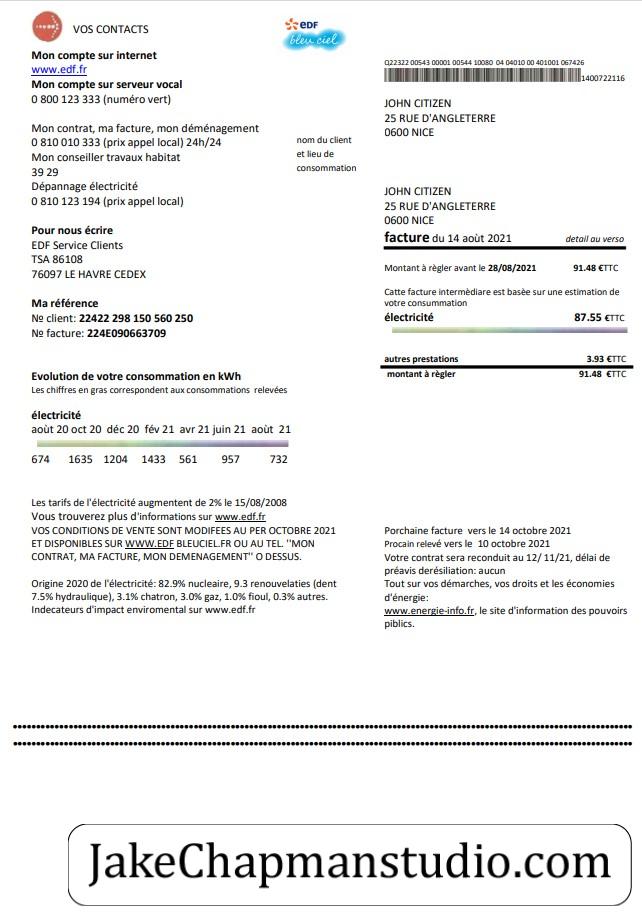 VOS CONTACTS
Mon compte sur internet
www.edf.fr
Mon compte sur serveur vocal
0 800 123 333 (numéro vert)
Mon contrat, ma facture, mon déménagement
0 810 010 333 (prix appel local) 24h/24
Mon conseiller travaux habitat
39 29
Dépannage électricité
0 810 123 194 (prix appel local)
Pour nous écrire
EDF Service Clients
TSA 86108
76097 LE HAVRE CEDEX
Ma référence
№ client: 22422 298 150 560 250
№ facture: 224E090663709
eDF
bleu ciel
nom du client
et lieu de
consommation
Q22322 00543 00001 00544 10080 04 04010 00 401001 067426
1400722116
JOHN CITIZEN
25 RUE D'ANGLETERRE
0600 NICE
JOHN CITIZEN
25 RUE D'ANGLETERRE
0600 NICE
facture du 14 août 2021 detail au verso
Montant à règler avant le 28/08/2021 91.48 €TTC
Catte facture intermèdiaire est basèe sur une estimation de
votre consummation
électricité 87.55 €TTC
autres prestations 3.93 €TTC
montant à règler 91.48 €TTC
Evolution de votre consommation en kWh
Les chiffres en gras correspondent aux consommations relevées
électricité
août 20 oct 20 déc 20 fév 21 avr 21 juin 21 août 21
674 1635 1204 1433 561 957 732
Les tarifs de l'électricité augmentent de 2% le 15/08/2008
Vous trouverez plus d'informations sur www.edf.fr
VOS CONDITIONS DE VENTE SONT MODIFEES AU PER OCTOBRE 2021
ET DISPONIBLES SUR WWW.EDF BLEUCIEL.FR OU AU TEL. ''MON
CONTRAT, MA FACTURE, MON DEMENAGEMENT'' O DESSUS.
Origine 2020 de l'électricité: 82.9% nucleaire, 9.3 renouvelaties (dent
7.5% hydraulique), 3.1% chatron, 3.0% gaz, 1.0% fioul, 0.3% autres.
Indecateurs d'impact enviromental sur www.edf.fr
Porchaine facture vers le 14 octobre 2021
Procain relevé vers le 10 octobre 2021
Votre contrat sera reconduit au 12/ 11/21, délai de
préavis derésiliation: aucun
Tout sur vos démarches, vos droits et les économies
d'énergie:
www.energie-info.fr, le site d'information des pouvoirs
piblics.
JakeChapmanstudio.com